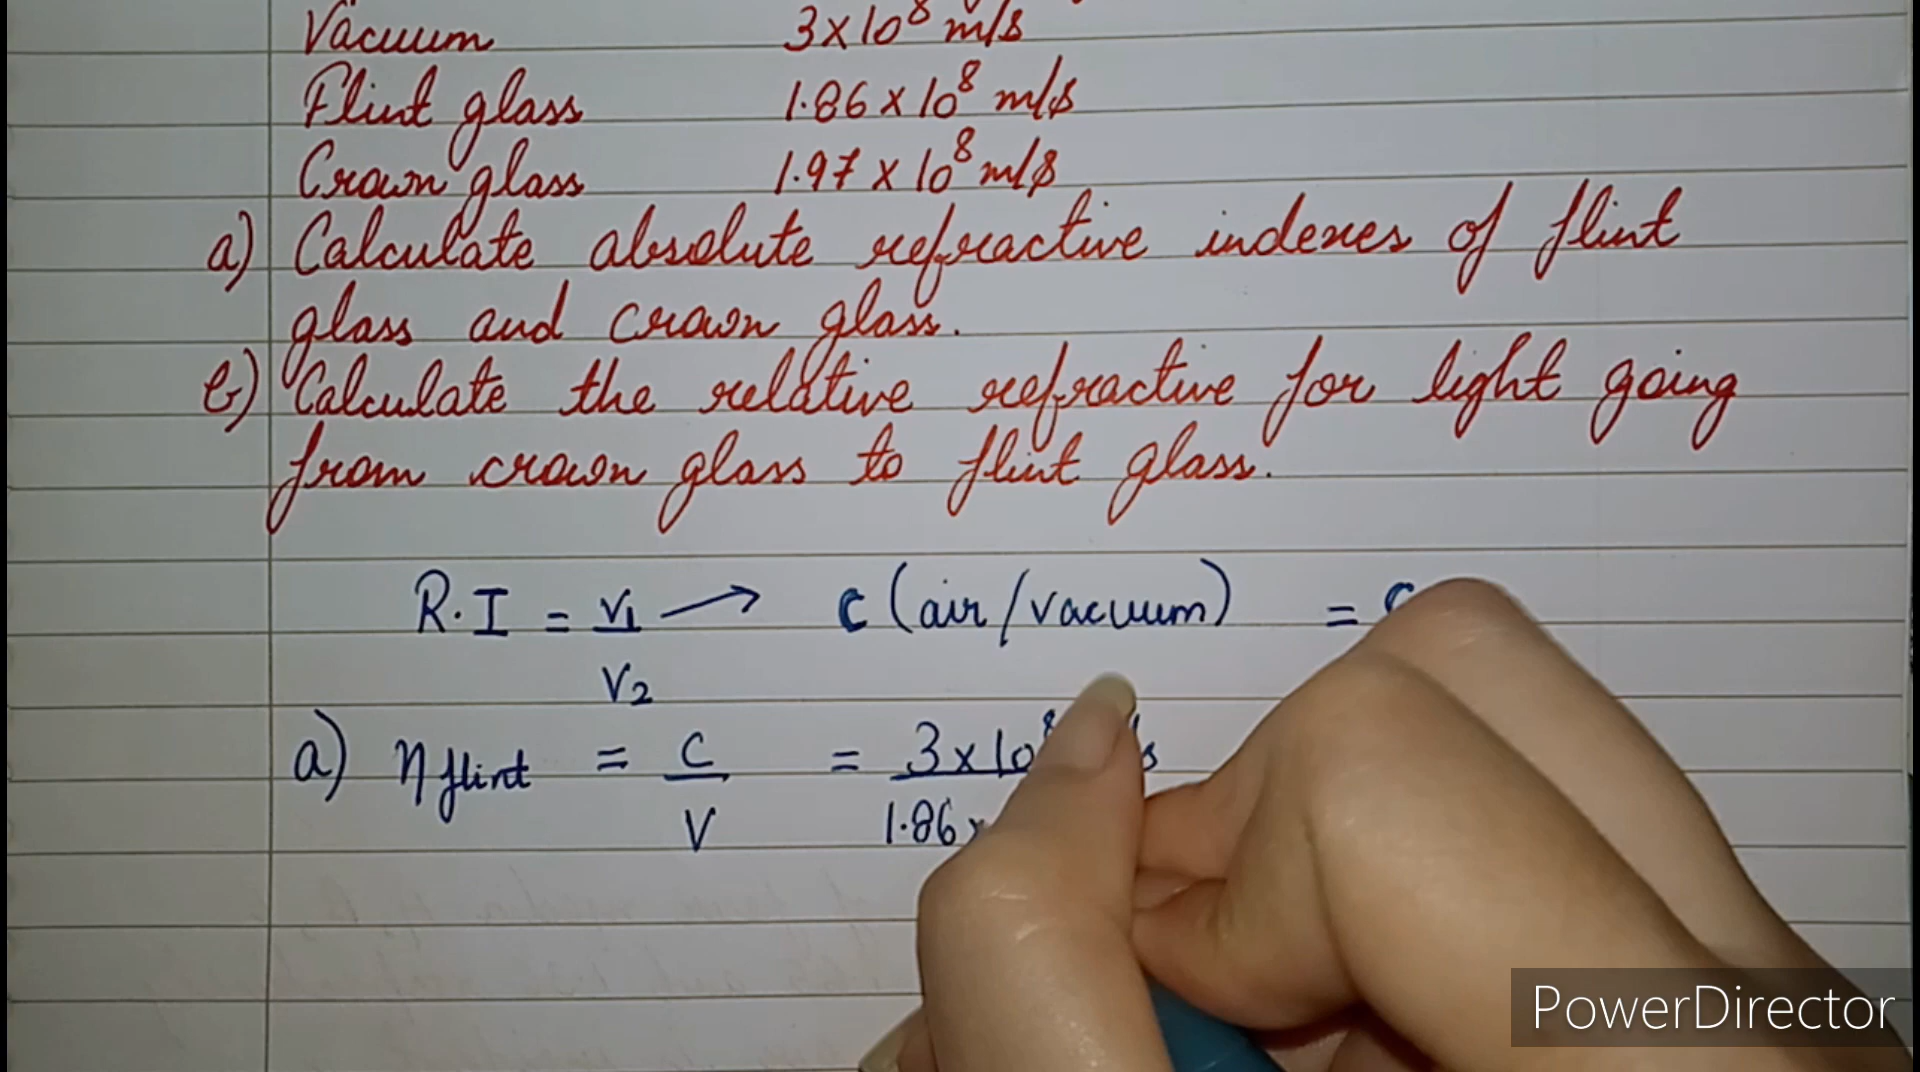 Vacuum 3x10⁸ m/s
Flint glass 1.86 x 10⁸ m/s
Crown glass 1.97 x 10⁸ m/s
a) Calculate absolute refractive indexes of flint
glass and crown glass.
b) Calculate the relative refractive for light going
from crown glass to flint glass.
R.I = V1 → C (air/vacuum) = C
V2
a) η flint = C = 3x10⁸
V 1.86x
PowerDirector